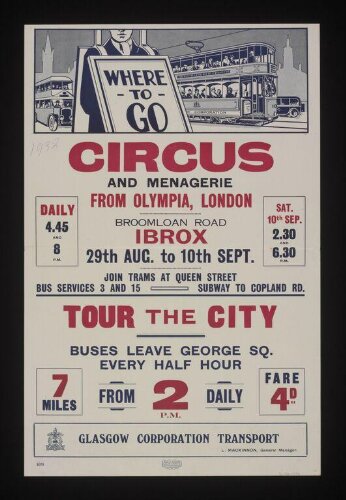 WHERE
- TO -
GO
1932
CIRCUS
AND MENAGERIE
FROM OLYMPIA, LONDON
DAILY
4.45
AND
8
P.M.
BROOMLOAN ROAD
IBROX
29th AUG. TO 10th SEPT.
SAT.
10th SEP.
2.30
AND
6.30
P.M.
JOIN TRAMS AT QUEEN STREET
BUS SERVICES 3 AND 15 SUBWAY TO COPLAND RD.
TOUR THE CITY
BUSES LEAVE GEORGE SQ.
EVERY HALF HOUR
7
MILES
FROM 2 DAILY
P.M.
FARE
4D
GLASGOW CORPORATION TRANSPORT
L. MACKINNON, General Manager